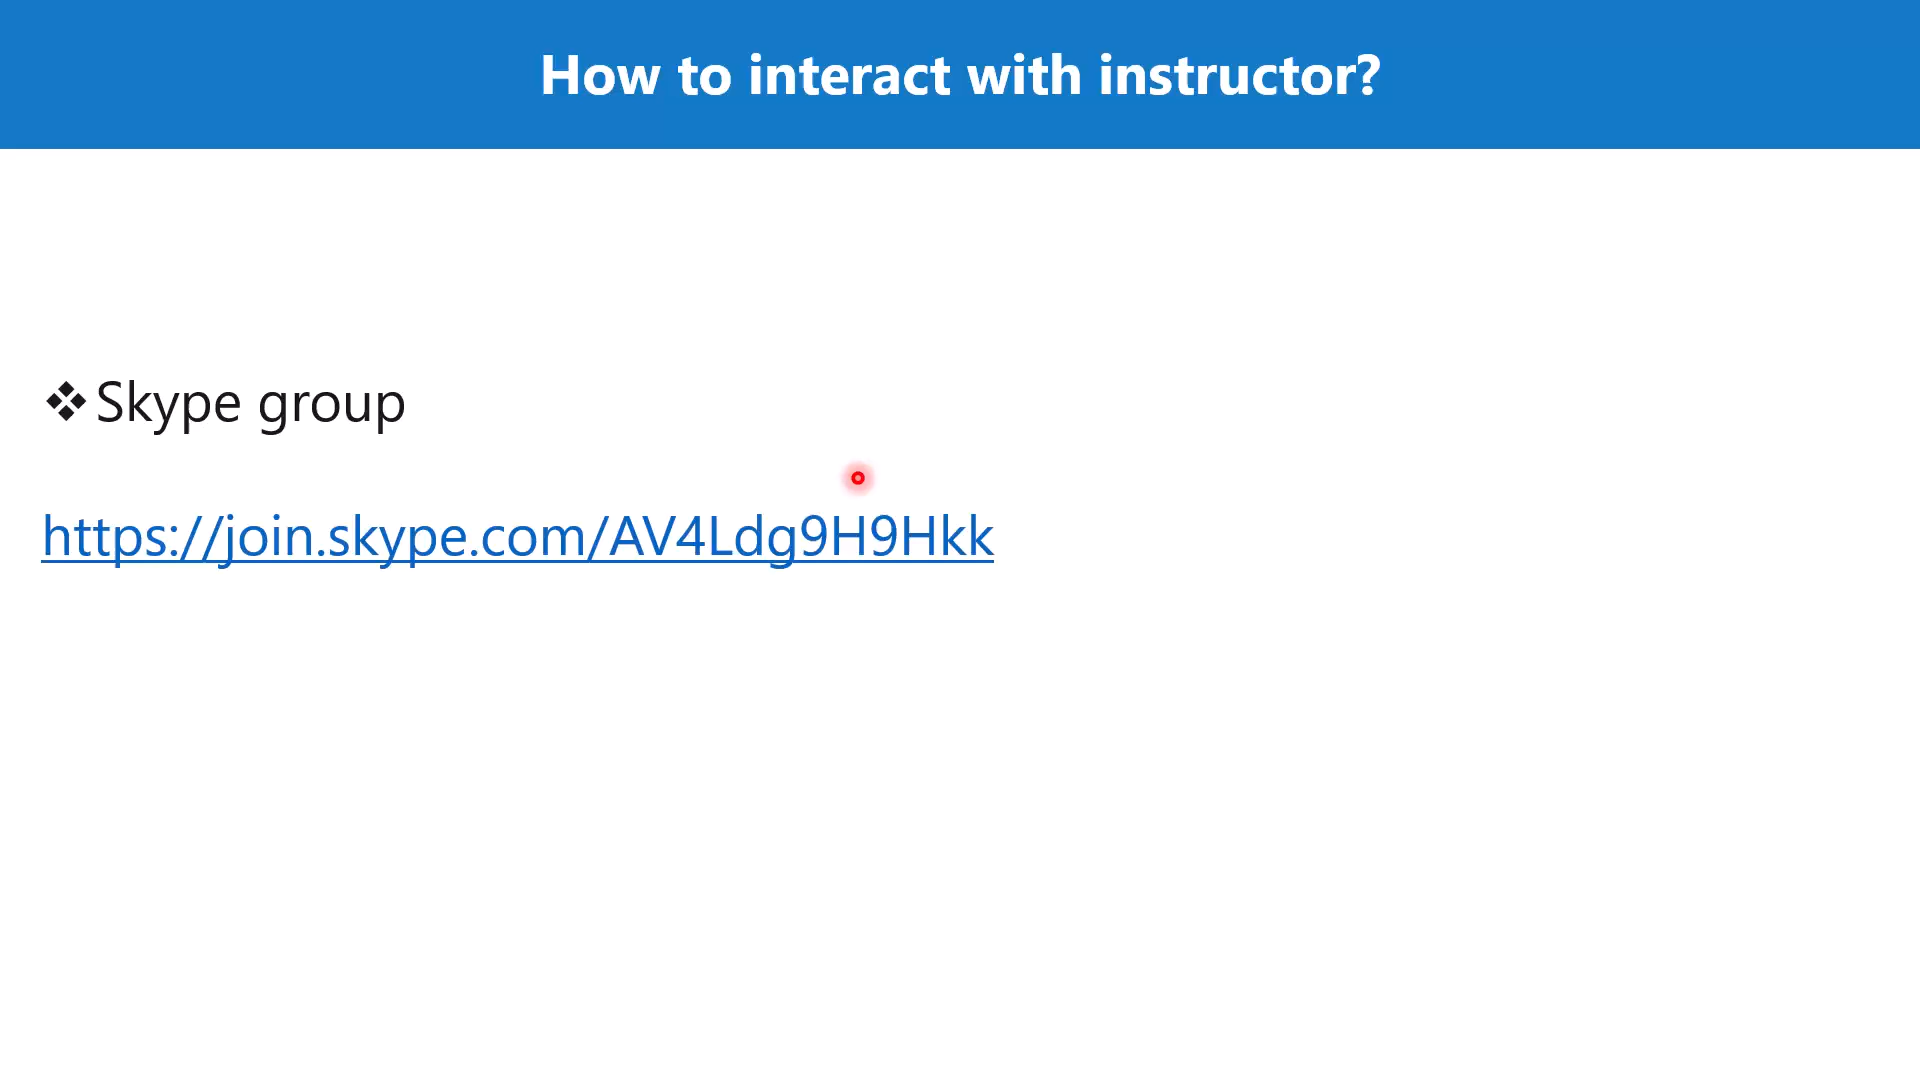 How to interact with instructor?
❖Skype group
https://join.skype.com/AV4Ldg9H9Hkk